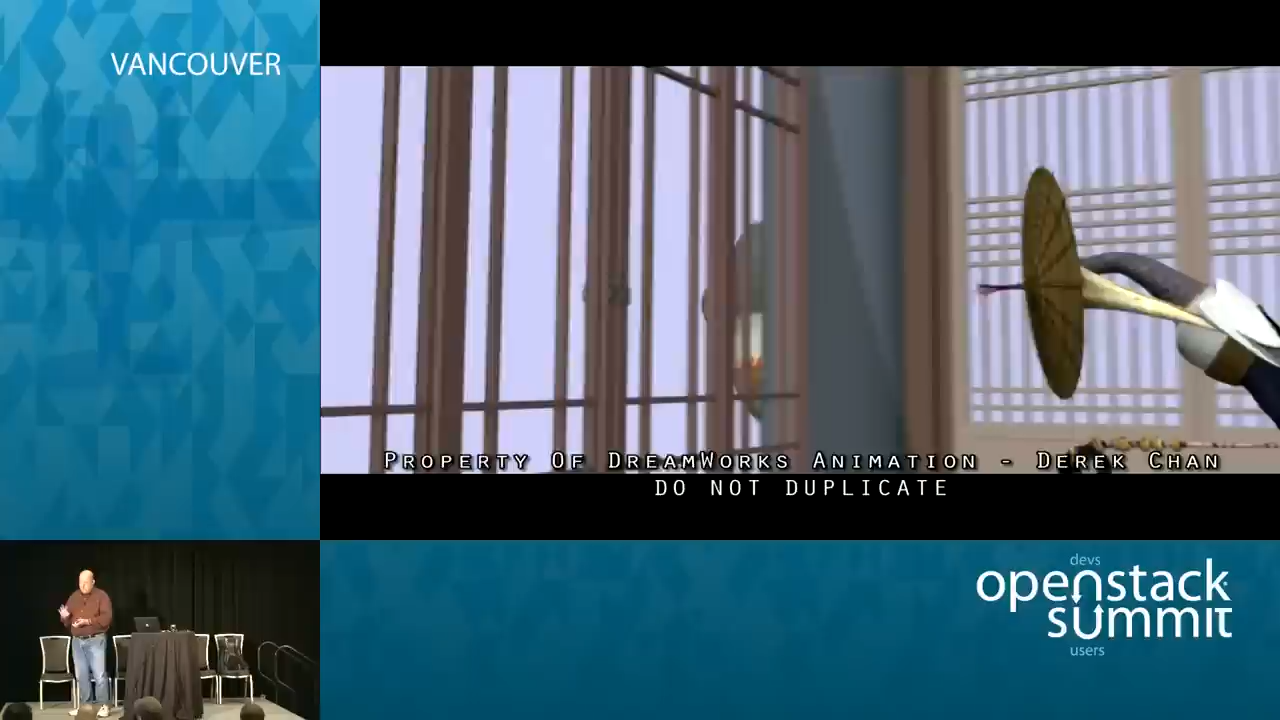 VANCOUVER
PROPERTY OF DREAMWORKS ANIMATION - DEREK CHAN
DO NOT DUPLICATE
devs
openstack
summit
users